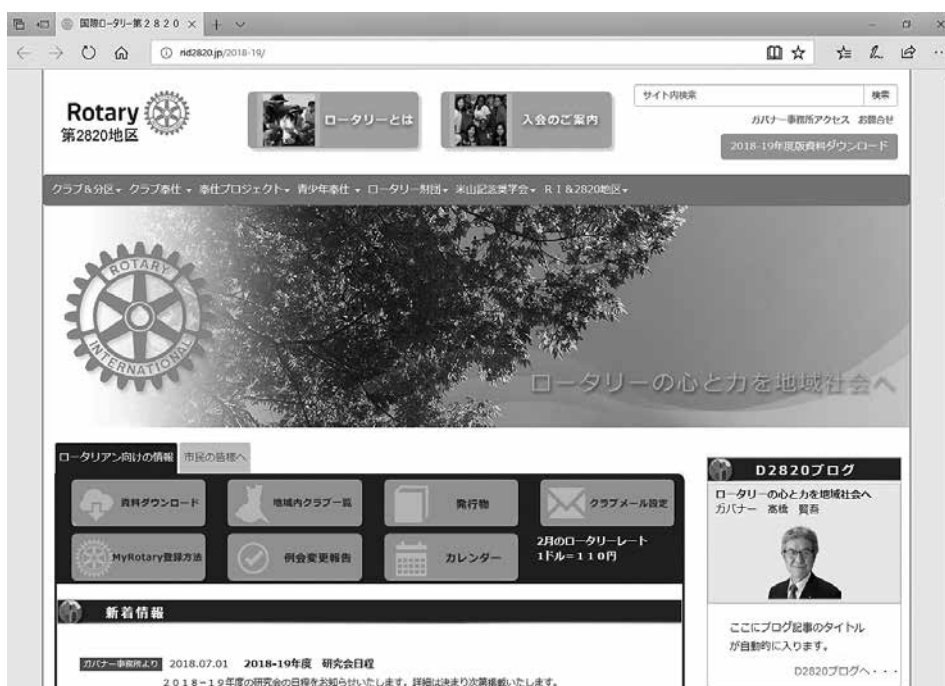 国際ロータリー第２８２０
rid2820.jp/2018-19/
Rotary
第2820地区
ロータリーとは
入会のご案内
サイト内検索
検索
ガバナー事務所アクセス お問合せ
2018-19年度版資料ダウンロード
クラブ&分区 クラブ奉仕 奉仕プロジェクト 青少年奉仕 ロータリー財団 米山記念奨学会 ＲＩ&2820地区
ROTARY
INTERNATIONAL
ロータリーの心と力を地域社会へ
ロータリアン向けの情報 市民の皆様へ
資料ダウンロード
地域内クラブ一覧
発行物
クラブメール設定
MyRotary登録方法
例会変更報告
カレンダー
2月のロータリーレート
1ドル＝１１０円
新着情報
ガバナー事務所より 2018.07.01 2018-19年度 研究会日程
２０１８－１９年度の研究会の日程をお知らせいたします。詳細は決まり次第掲載いたします。
D2820ブログ
ロータリーの心と力を地域社会へ
ガバナー 髙橋 賢吾
ここにブログ記事のタイトル
が自動的に入ります。
D2820ブログへ・・・